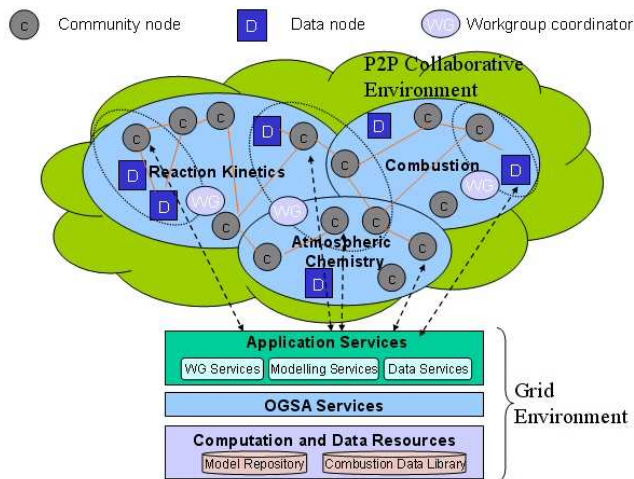 C Community node
D Data node
WG Workgroup coordinator
P2P Collaborative
Environment
C
C
C
D
C
D
C
C
C
D
Reaction Kinetics
Combustion
D
D
WG
WG
WG
C
C
C
C
C
Atmospheric
Chemistry
C
C
D
C
Application Services
WG Services
Modelling Services
Data Services
OGSA Services
Grid
Environment
Computation and Data Resources
Model Repository
Combustion Data Library